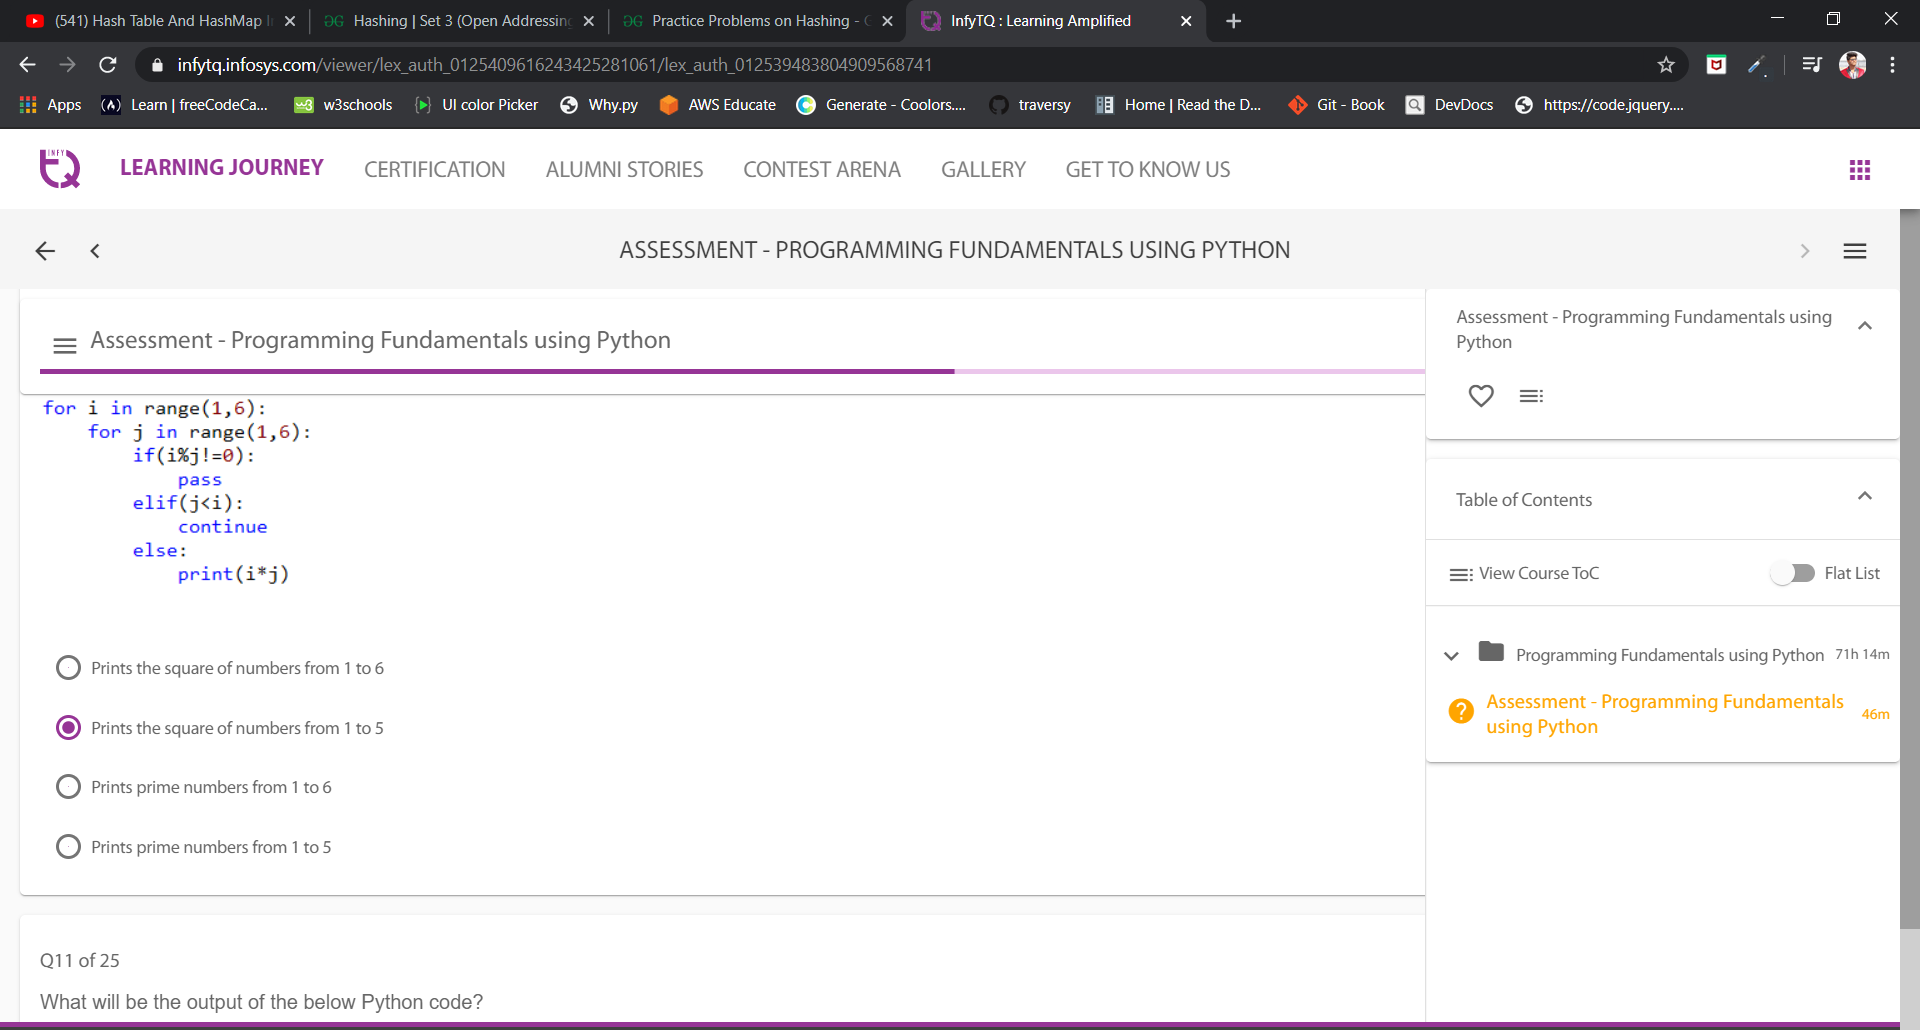 (541) Hash Table And HashMap I
Hashing | Set 3 (Open Addressing
Practice Problems on Hashing - G
InfyTQ : Learning Amplified
infytq.infosys.com/viewer/lex_auth_0125409616243425281061/lex_auth_012539483804909568741
Apps
Learn | freeCodeCa...
w3schools
UI color Picker
Why.py
AWS Educate
Generate - Coolors....
traversy
Home | Read the D...
Git - Book
DevDocs
https://code.jquery....
INFY
LEARNING JOURNEY
CERTIFICATION
ALUMNI STORIES
CONTEST ARENA
GALLERY
GET TO KNOW US
ASSESSMENT - PROGRAMMING FUNDAMENTALS USING PYTHON
Assessment - Programming Fundamentals using Python
for i in range(1,6):
    for j in range(1,6):
        if(i%j!=0):
            pass
        elif(j<i):
            continue
        else:
            print(i*j)
Prints the square of numbers from 1 to 6
Prints the square of numbers from 1 to 5
Prints prime numbers from 1 to 6
Prints prime numbers from 1 to 5
Q11 of 25
What will be the output of the below Python code?
Assessment - Programming Fundamentals using
Python
Table of Contents
View Course ToC
Flat List
Programming Fundamentals using Python 71h 14m
Assessment - Programming Fundamentals
using Python
46m